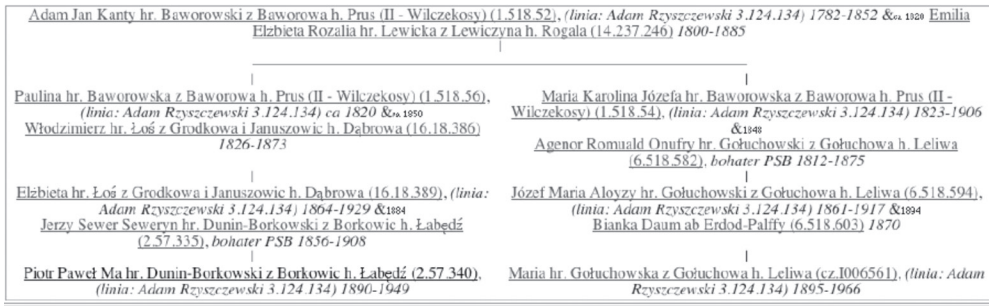 Adam Jan Kanty hr. Baworowski z Baworowa h. Prus (II - Wilczekosy) (1.518.52), (linia: Adam Rzyszczewski 3.124.134) 1782-1852 &ca. 1820 Emilia
Elżbieta Rozalia hr. Lewicka z Lewiczyna h. Rogala (14.237.246) 1800-1885
Paulina hr. Baworowska z Baworowa h. Prus (II - Wilczekosy) (1.518.56),
(linia: Adam Rzyszczewski 3.124.134) ca 1820 &ca. 1850
Włodzimierz hr. Łoś z Grodkowa i Januszowic h. Dąbrowa (16.18.386)
1826-1873
Maria Karolina Józefa hr. Baworowska z Baworowa h. Prus (II -
Wilczekosy) (1.518.54), (linia: Adam Rzyszczewski 3.124.134) 1823-1906
&1848
Agenor Romuald Onufry hr. Gołuchowski z Gołuchowa h. Leliwa
(6.518.582), bohater PSB 1812-1875
Elżbieta hr. Łoś z Grodkowa i Januszowic h. Dąbrowa (16.18.389), (linia:
Adam Rzyszczewski 3.124.134) 1864-1929 &1884
Jerzy Sewer Seweryn hr. Dunin-Borkowski z Borkowic h. Łabędź
(2.57.335), bohater PSB 1856-1908
Józef Maria Aloyzy hr. Gołuchowski z Gołuchowa h. Leliwa (6.518.594),
(linia: Adam Rzyszczewski 3.124.134) 1861-1917 &1894
Bianka Daum ab Erdod-Palffy (6.518.603) 1870
Piotr Paweł Ma hr. Dunin-Borkowski z Borkowic h. Łabędź (2.57.340),
(linia: Adam Rzyszczewski 3.124.134) 1890-1949
Maria hr. Gołuchowska z Gołuchowa h. Leliwa (cz.I006561), (linia: Adam
Rzyszczewski 3.124.134) 1895-1966